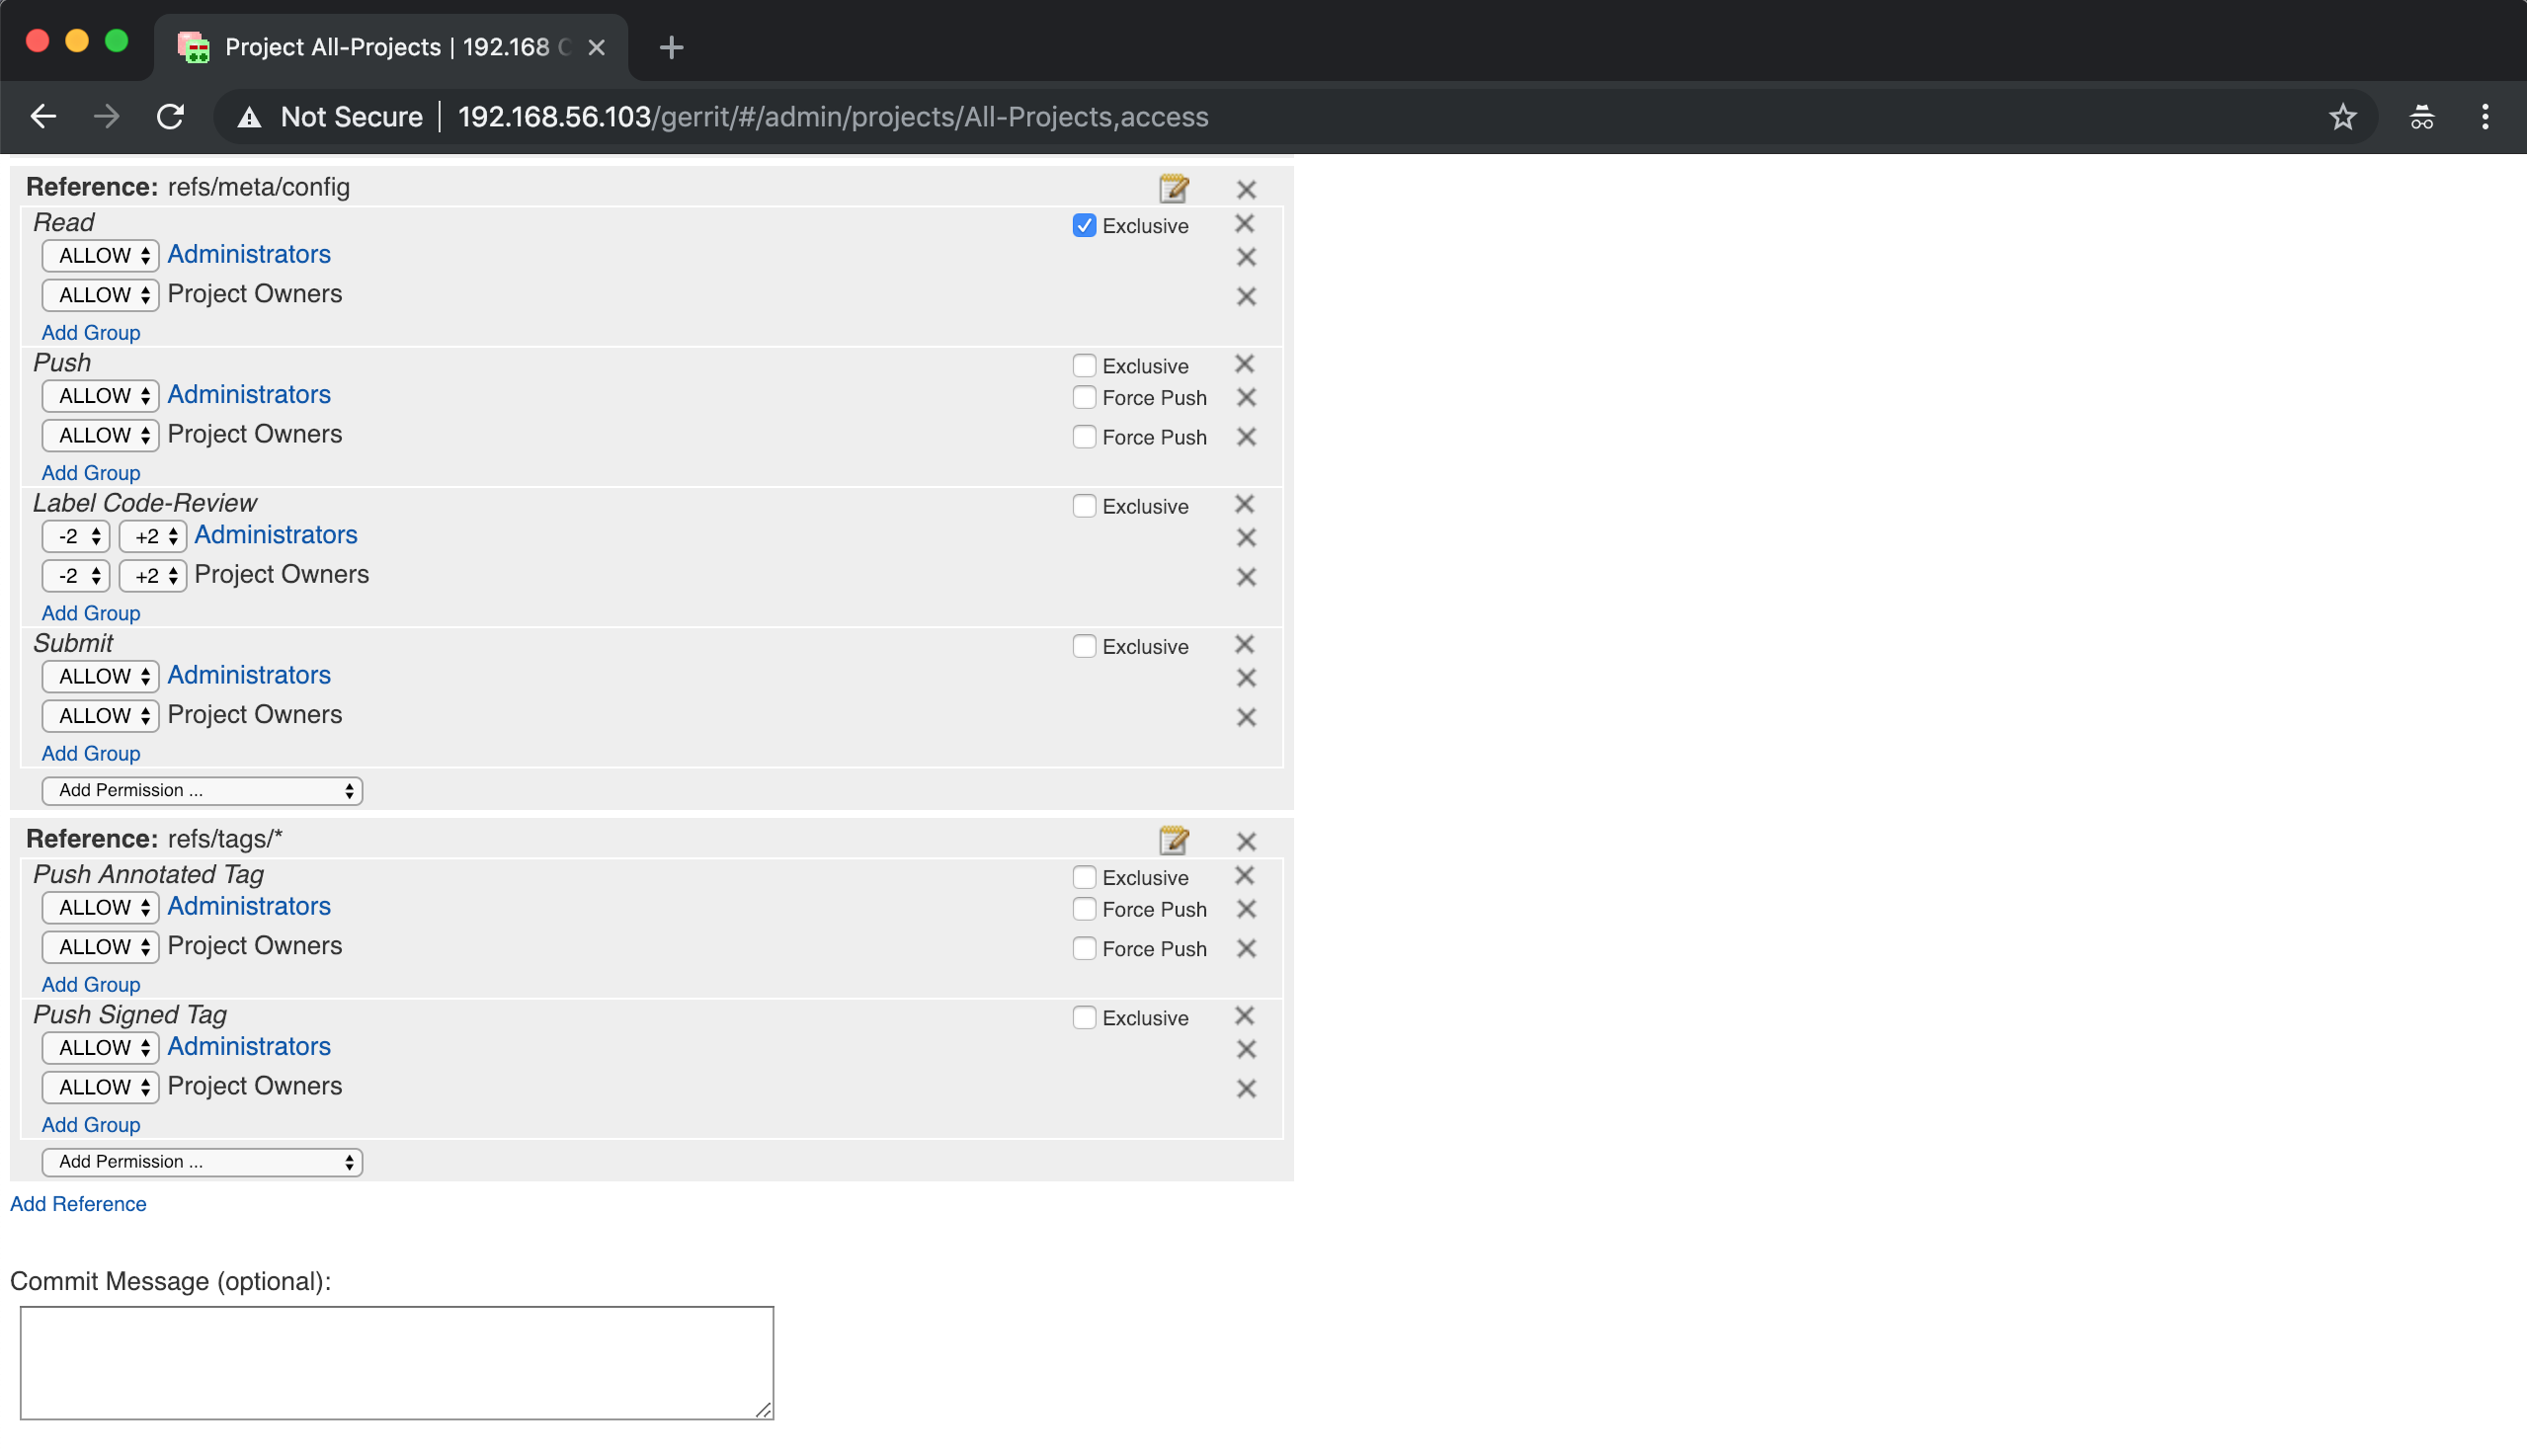 Project All-Projects | 192.168
Not Secure | 192.168.56.103/gerrit/#/admin/projects/All-Projects,access
Reference: refs/meta/config
Read Exclusive
ALLOW Administrators
ALLOW Project Owners
Add Group
Push Exclusive
ALLOW Administrators Force Push
ALLOW Project Owners Force Push
Add Group
Label Code-Review Exclusive
-2 +2 Administrators
-2 +2 Project Owners
Add Group
Submit Exclusive
ALLOW Administrators
ALLOW Project Owners
Add Group
Add Permission ...
Reference: refs/tags/*
Push Annotated Tag Exclusive
ALLOW Administrators Force Push
ALLOW Project Owners Force Push
Add Group
Push Signed Tag Exclusive
ALLOW Administrators
ALLOW Project Owners
Add Group
Add Permission ...
Add Reference
Commit Message (optional):